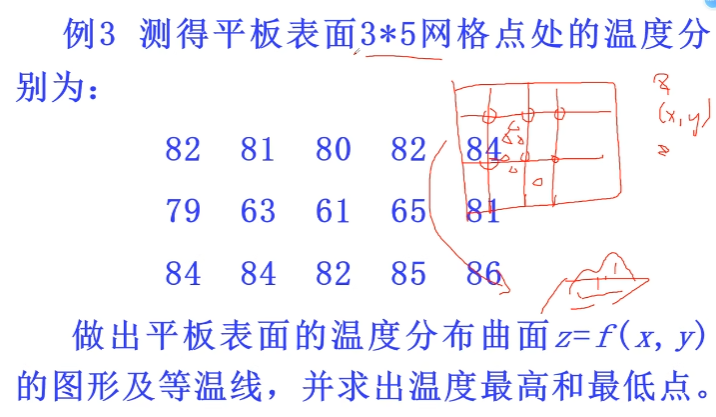 例3 测得平板表面3*5网格点处的温度分
别为：
82 81 80 82 84
79 63 61 65 81
84 84 82 85 86
z
(x,y)
z
做出平板表面的温度分布曲面z=f(x,y)
的图形及等温线，并求出温度最高和最低点。